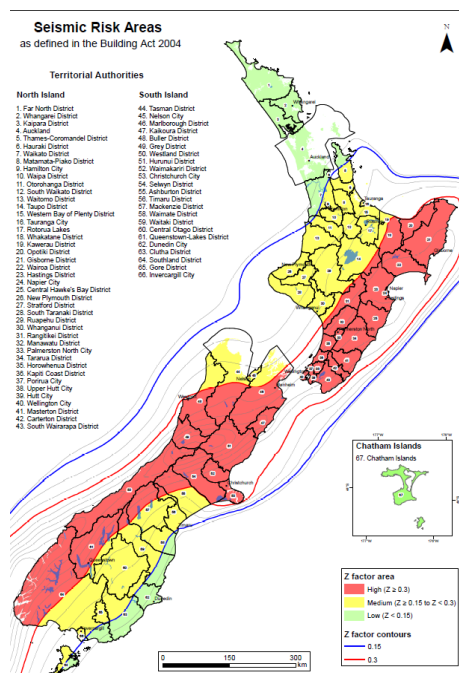 Seismic Risk Areas
as defined in the Building Act 2004
N
Territorial Authorities
North Island
1. Far North District
2. Whangarei District
3. Kaipara District
4. Auckland
5. Thames-Coromandel District
6. Hauraki District
7. Waikato District
8. Matamata-Piako District
9. Hamilton City
10. Waipa District
11. Otorohanga District
12. South Waikato District
13. Waitomo District
14. Taupo District
15. Western Bay of Plenty District
16. Tauranga City
17. Rotorua Lakes
18. Whakatane District
19. Kawerau District
20. Opotiki District
21. Gisborne District
22. Wairoa District
23. Hastings District
24. Napier City
25. Central Hawke's Bay District
26. New Plymouth District
27. Stratford District
28. South Taranaki District
29. Ruapehu District
30. Whanganui District
31. Rangitikei District
32. Manawatu District
33. Palmerston North City
34. Tararua District
35. Horowhenua District
36. Kapiti Coast District
37. Porirua City
38. Upper Hutt City
39. Hutt City
40. Wellington City
41. Masterton District
42. Carterton District
43. South Wairarapa District
South Island
44. Tasman District
45. Nelson City
46. Marlborough District
47. Kaikoura District
48. Buller District
49. Grey District
50. Westland District
51. Hurunui District
52. Waimakariri District
53. Christchurch City
54. Selwyn District
55. Ashburton District
56. Timaru District
57. Mackenzie District
58. Waimate District
59. Waitaki District
60. Central Otago District
61. Queenstown-Lakes District
62. Dunedin City
63. Clutha District
64. Southland District
65. Gore District
66. Invercargill City
Whangarei
Auckland
Tauranga
Gisborne
Napier
Hastings
Christchurch
Queenstown
Dunedin
Chatham Islands
67. Chatham Islands
67
Z factor area
High (Z ≥ 0.3)
Medium (Z ≥ 0.15 to Z < 0.3)
Low (Z < 0.15)
Z factor contours
0.15
0.3
0 150 300
km